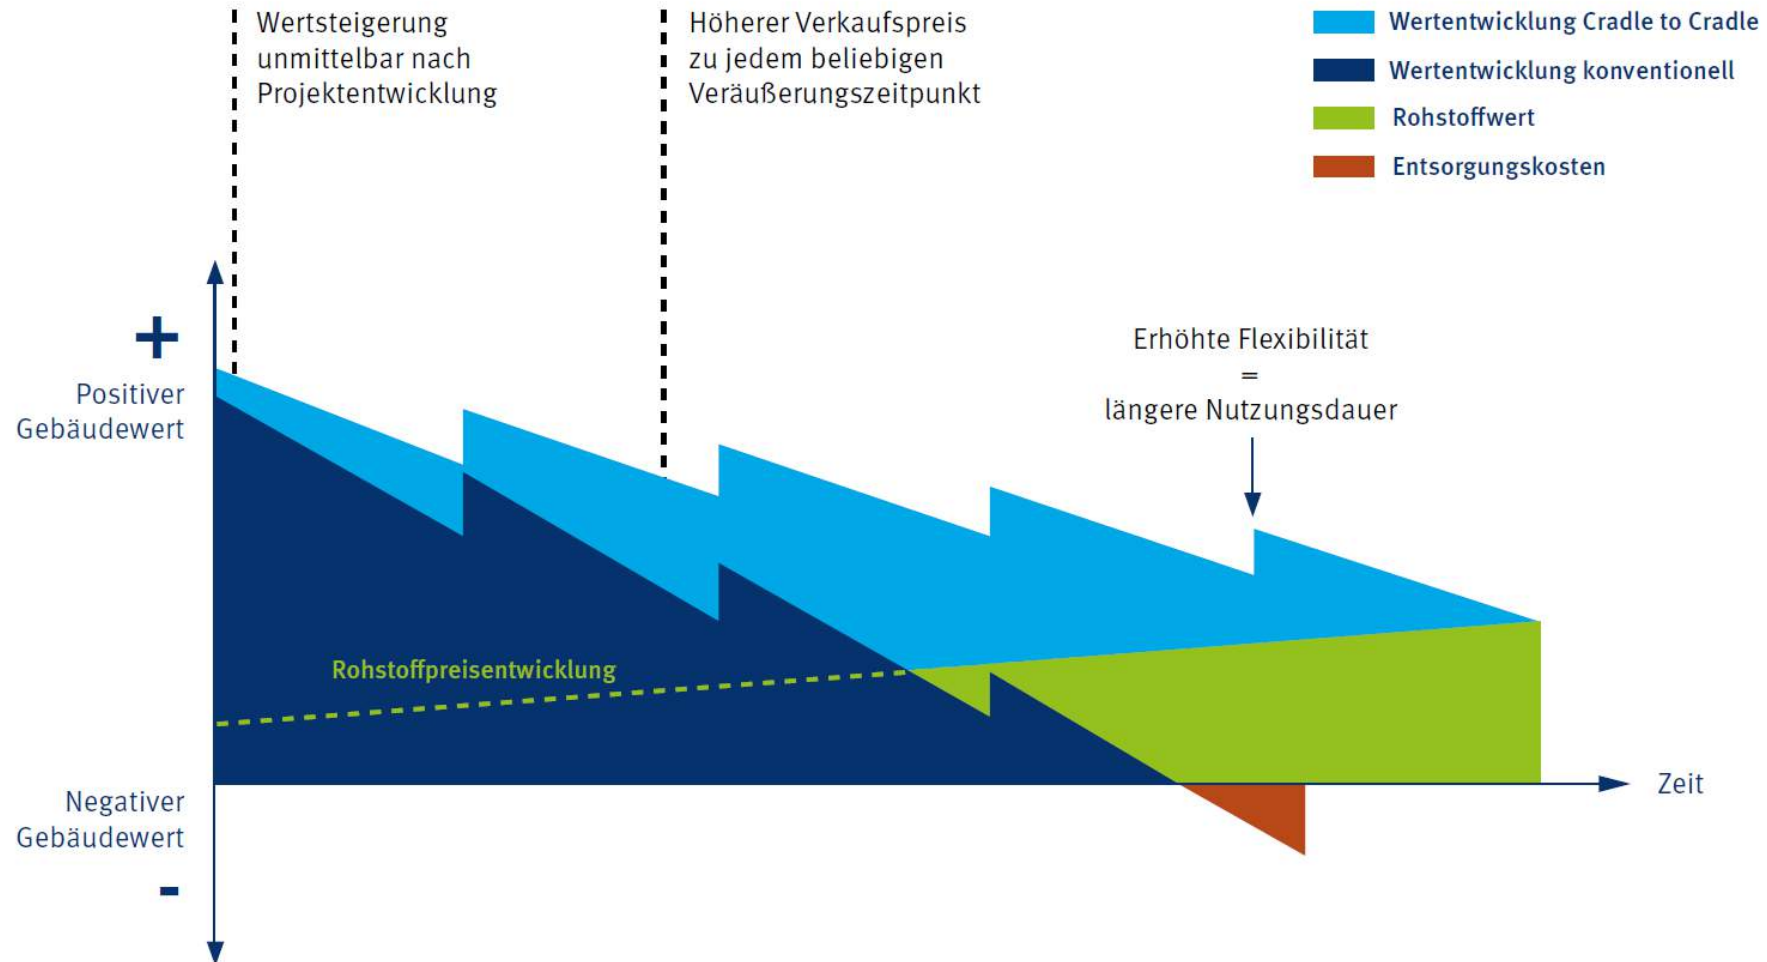 Wertsteigerung
unmittelbar nach
Projektentwicklung
Höherer Verkaufspreis
zu jedem beliebigen
Veräußerungszeitpunkt
Wertentwicklung Cradle to Cradle
Wertentwicklung konventionell
Rohstoffwert
Entsorgungskosten
+
Positiver
Gebäudewert
Erhöhte Flexibilität
=
längere Nutzungsdauer
Rohstoffpreisentwicklung
Zeit
Negativer
Gebäudewert
-